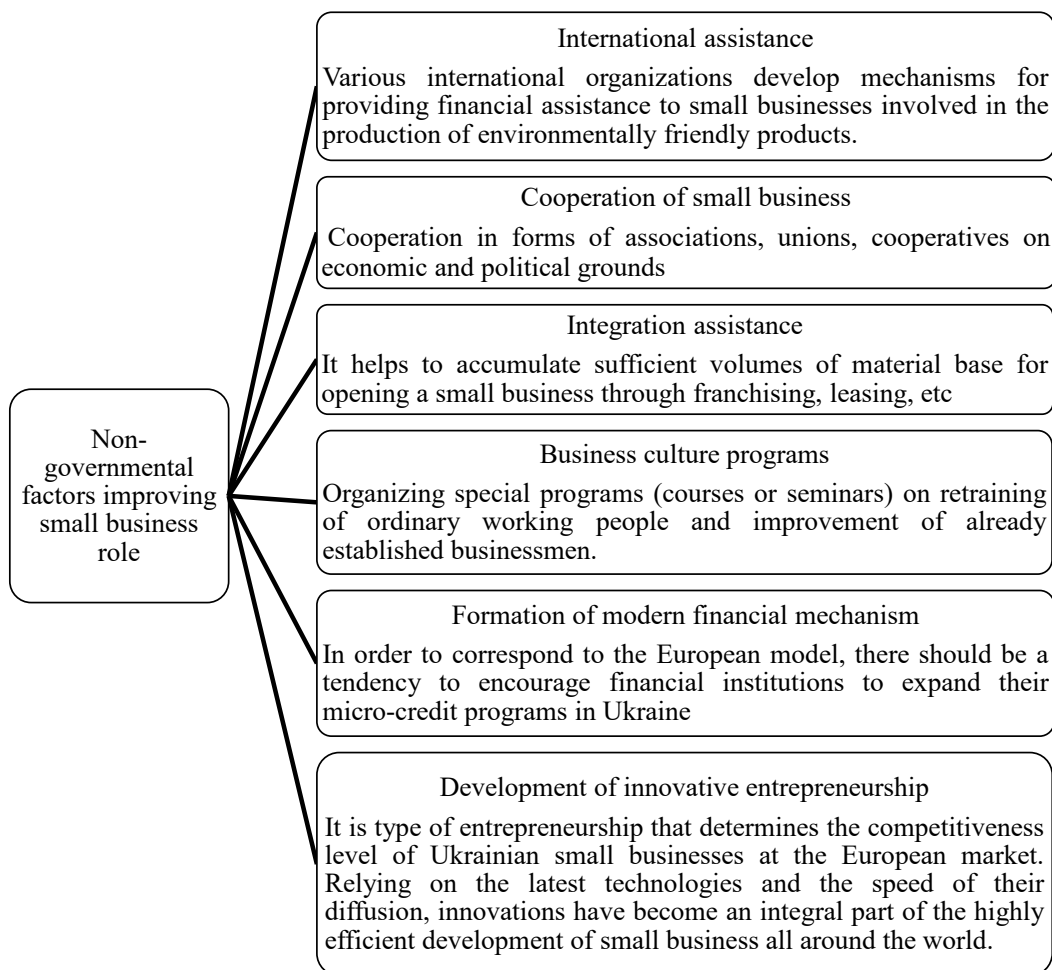 Non-
governmental
factors improving
small business
role
International assistance
Various international organizations develop mechanisms for
providing financial assistance to small businesses involved in the
production of environmentally friendly products.
Cooperation of small business
Cooperation in forms of associations, unions, cooperatives on
economic and political grounds
Integration assistance
It helps to accumulate sufficient volumes of material base for
opening a small business through franchising, leasing, etc
Business culture programs
Organizing special programs (courses or seminars) on retraining
of ordinary working people and improvement of already
established businessmen.
Formation of modern financial mechanism
In order to correspond to the European model, there should be a
tendency to encourage financial institutions to expand their
micro-credit programs in Ukraine
Development of innovative entrepreneurship
It is type of entrepreneurship that determines the competitiveness
level of Ukrainian small businesses at the European market.
Relying on the latest technologies and the speed of their
diffusion, innovations have become an integral part of the highly
efficient development of small business all around the world.